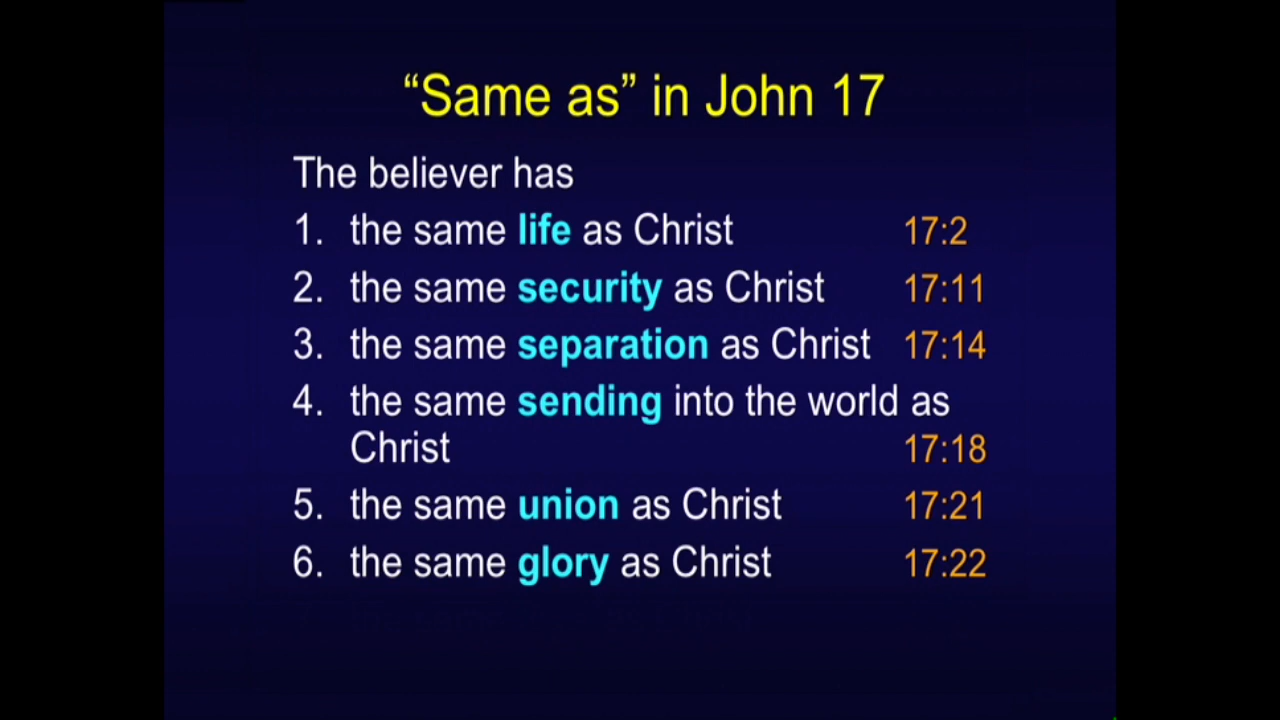 “Same as” in John 17
The believer has
1. the same life as Christ 17:2
2. the same security as Christ 17:11
3. the same separation as Christ 17:14
4. the same sending into the world as
Christ 17:18
5. the same union as Christ 17:21
6. the same glory as Christ 17:22